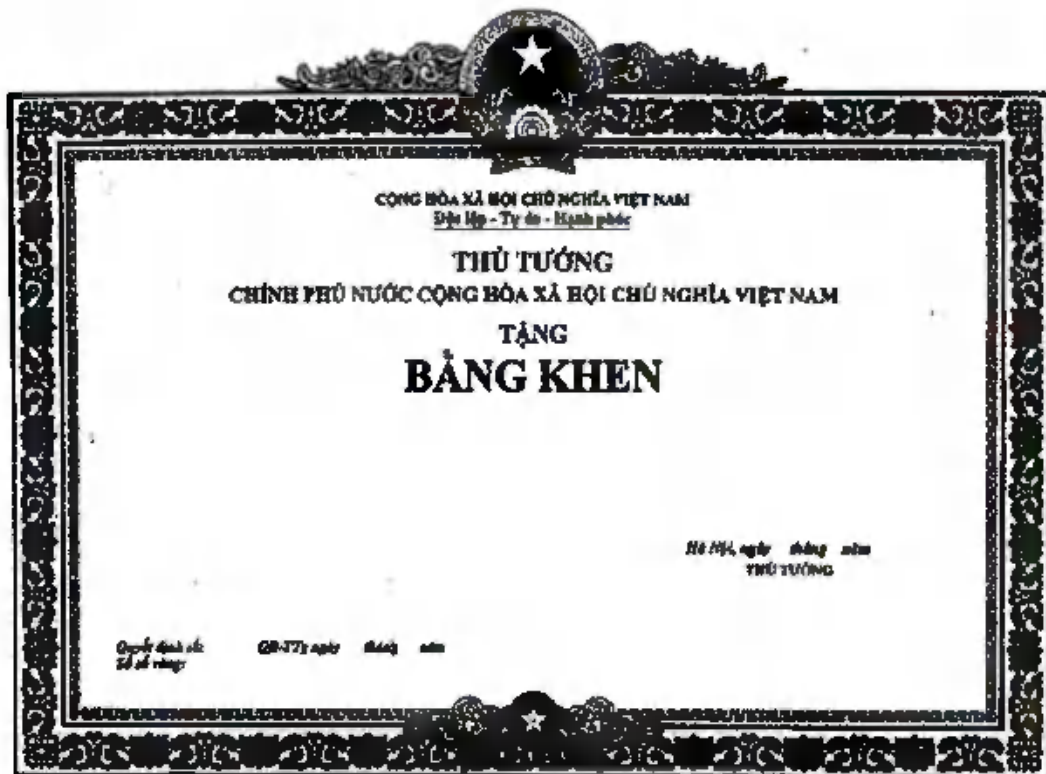 CỘNG HÒA XÃ HỘI CHỦ NGHĨA VIỆT NAM
Độc lập - Tự do - Hạnh phúc
THỦ TƯỚNG
CHÍNH PHỦ NƯỚC CỘNG HÒA XÃ HỘI CHỦ NGHĨA VIỆT NAM
TẶNG
BẰNG KHEN
Hà Nội, ngày tháng năm
THỦ TƯỚNG
Quyết định số: QĐ-TTg ngày tháng năm
Số sổ vàng: